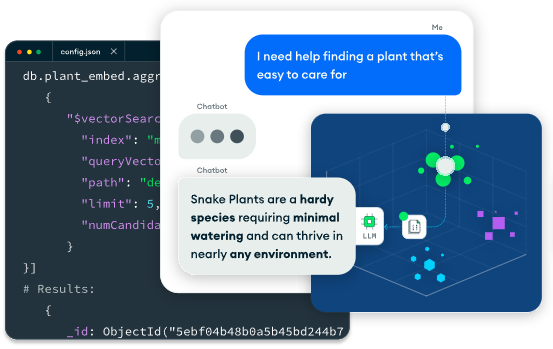 config.json
db.plant_embed.aggr
{
"$vectorSearc
"index": "m
"queryVecto
"path": "de
"limit": 5,
"numCandida
}
}]
# Results:
{
_id: ObjectId("5ebf04b48b0a5b45bd244b7
Me
I need help finding a plant that's
easy to care for
Chatbot
Chatbot
Snake Plants are a hardy
species requiring minimal
watering and can thrive in
nearly any environment.
LLM